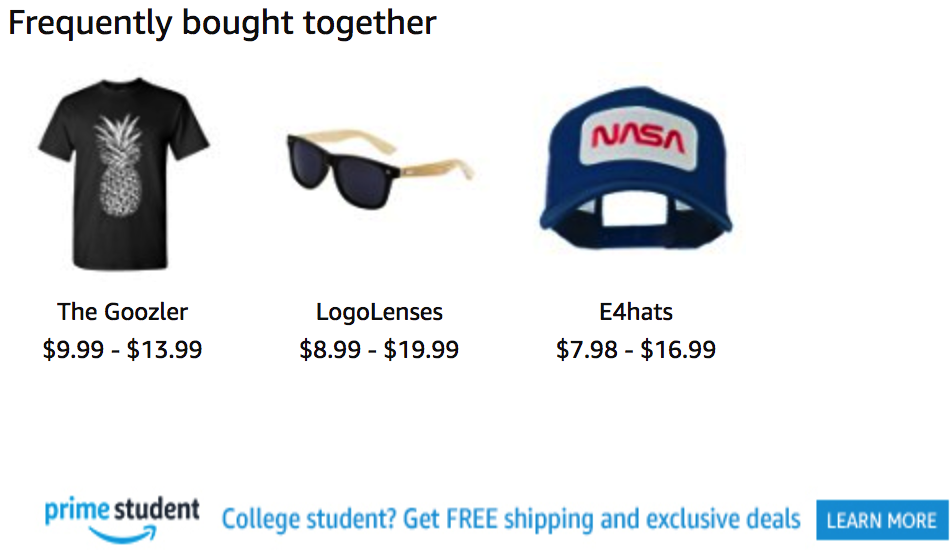 Frequently bought together
NASA
The Goozler
LogoLenses
E4hats
$9.99 - $13.99
$8.99 - $19.99
$7.98 - $16.99
prime student
College student? Get FREE shipping and exclusive deals
LEARN MORE